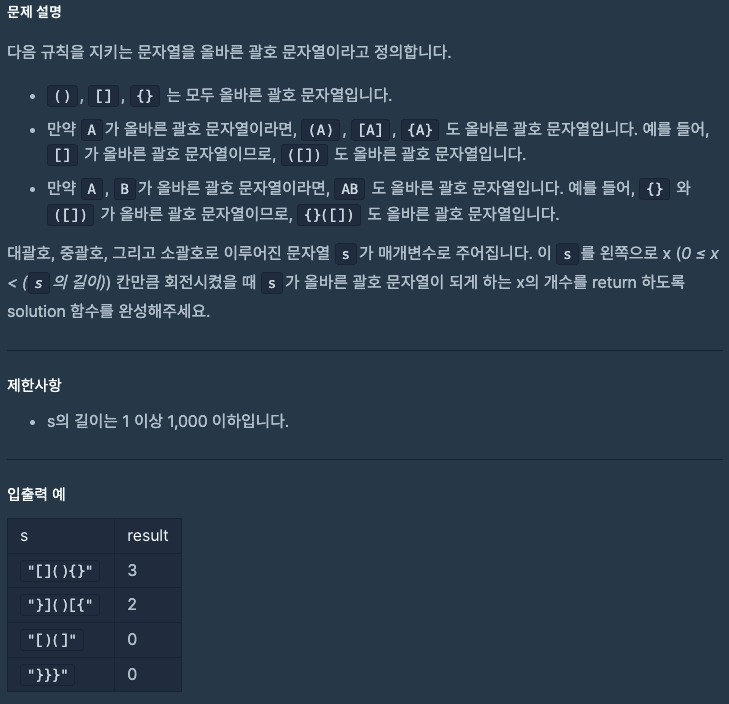 문제 설명
다음 규칙을 지키는 문자열을 올바른 괄호 문자열이라고 정의합니다.
• (), [], {} 는 모두 올바른 괄호 문자열입니다.
• 만약 A가 올바른 괄호 문자열이라면, (A), [A], {A} 도 올바른 괄호 문자열입니다. 예를 들어,
[] 가 올바른 괄호 문자열이므로, ([]) 도 올바른 괄호 문자열입니다.
• 만약 A, B가 올바른 괄호 문자열이라면, AB 도 올바른 괄호 문자열입니다. 예를 들어, {} 와
([]) 가 올바른 괄호 문자열이므로, {}([]) 도 올바른 괄호 문자열입니다.
대괄호, 중괄호, 그리고 소괄호로 이루어진 문자열 s가 매개변수로 주어집니다. 이 s를 왼쪽으로 x (0 ≤ x
< (s의 길이)) 칸만큼 회전시켰을 때 s가 올바른 괄호 문자열이 되게 하는 x의 개수를 return 하도록
solution 함수를 완성해주세요.
제한사항
• s의 길이는 1 이상 1,000 이하입니다.
입출력 예
s result
"[](){}" 3
"}]()[{" 2
"[)(]" 0
"}}}" 0